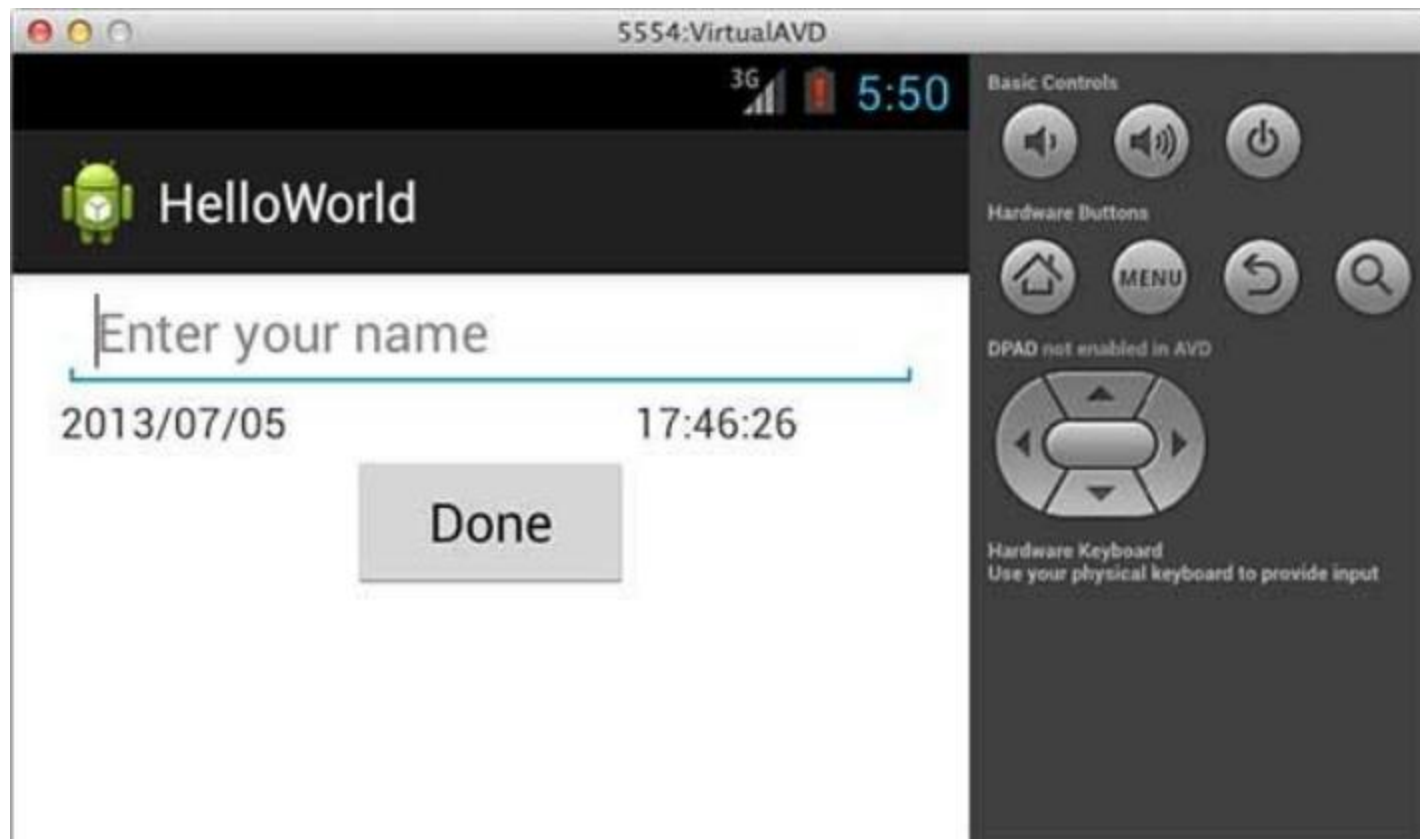 5554:VirtualAVD
3G 5:50
HelloWorld
Enter your name
2013/07/05 17:46:26
Done
Basic Controls
Hardware Buttons
MENU
DPAD not enabled in AVD
Hardware Keyboard
Use your physical keyboard to provide input